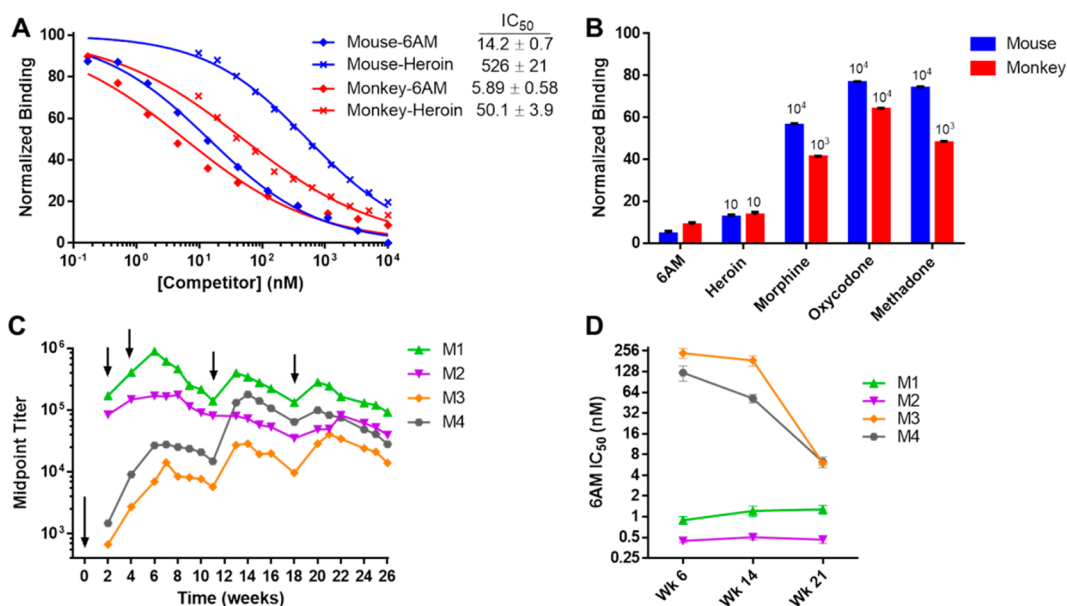 A
Normalized Binding
100
80
60
40
20
0
10-1
100
101
102
103
104
[Competitor] (nM)
IC50
Mouse-6AM 14.2 ± 0.7
Mouse-Heroin 526 ± 21
Monkey-6AM 5.89 ± 0.58
Monkey-Heroin 50.1 ± 3.9
B
Normalized Binding
100
80
60
40
20
0
10 10
104 103
104 104
104 103
6AM
Heroin
Morphine
Oxycodone
Methadone
Mouse
Monkey
C
Midpoint Titer
106
105
104
103
0 2 4 6 8 10 12 14 16 18 20 22 24 26
Time (weeks)
M1
M2
M3
M4
D
6AM IC50 (nM)
256
128
64
32
16
8
4
2
1
0.5
0.25
Wk 6
Wk 14
Wk 21
M1
M2
M3
M4